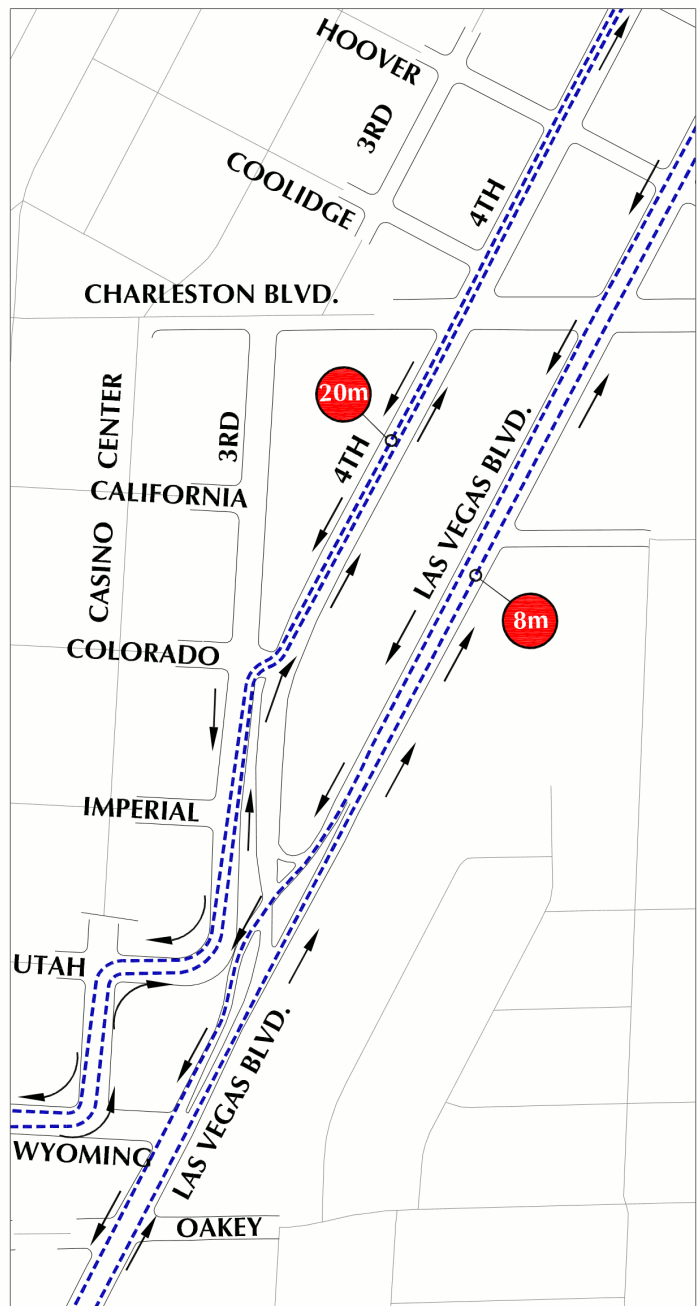 HOOVER
3RD
COOLIDGE
4TH
CHARLESTON BLVD.
20m
CENTER
3RD
4TH
LAS VEGAS BLVD.
CALIFORNIA
CASINO
8m
COLORADO
IMPERIAL
UTAH
LAS VEGAS BLVD.
WYOMING
OAKEY